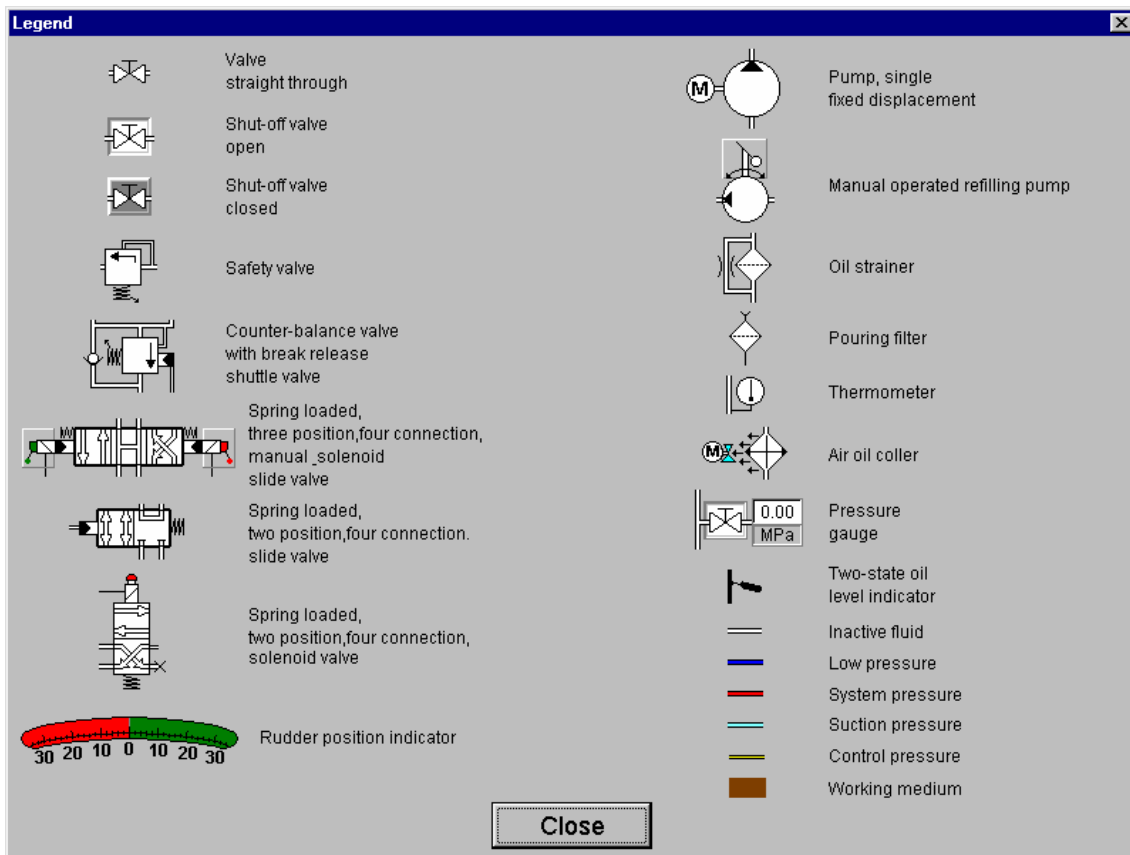 Legend
Valve
straight through
Shut-off valve
open
Shut-off valve
closed
Safety valve
Counter-balance valve
with break release
shuttle valve
Spring loaded,
three position,four connection,
manual_solenoid
slide valve
Spring loaded,
two position,four connection.
slide valve
Spring loaded,
two position,four connection,
solenoid valve
30 20 10 0 10 20 30
Rudder position indicator
M
Pump, single
fixed displacement
Manual operated refilling pump
Oil strainer
Pouring filter
Thermometer
M
Air oil coller
0.00
MPa
Pressure
gauge
Two-state oil
level indicator
Inactive fluid
Low pressure
System pressure
Suction pressure
Control pressure
Working medium
Close